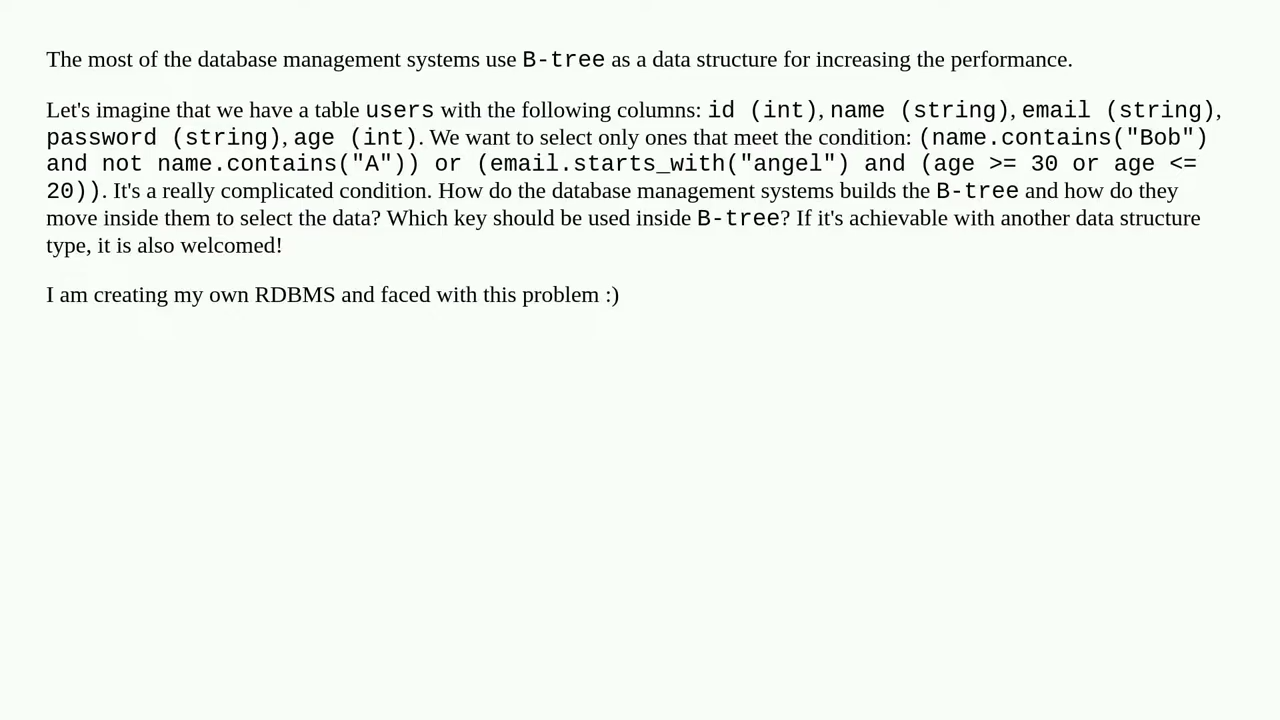 The most of the database management systems use B-tree as a data structure for increasing the performance.
Let's imagine that we have a table users with the following columns: id (int), name (string), email (string),
password (string), age (int). We want to select only ones that meet the condition: (name.contains("Bob")
and not name.contains("A")) or (email.starts_with("angel") and (age >= 30 or age <=
20)). It's a really complicated condition. How do the database management systems builds the B-tree and how do they
move inside them to select the data? Which key should be used inside B-tree? If it's achievable with another data structure
type, it is also welcomed!
I am creating my own RDBMS and faced with this problem :)